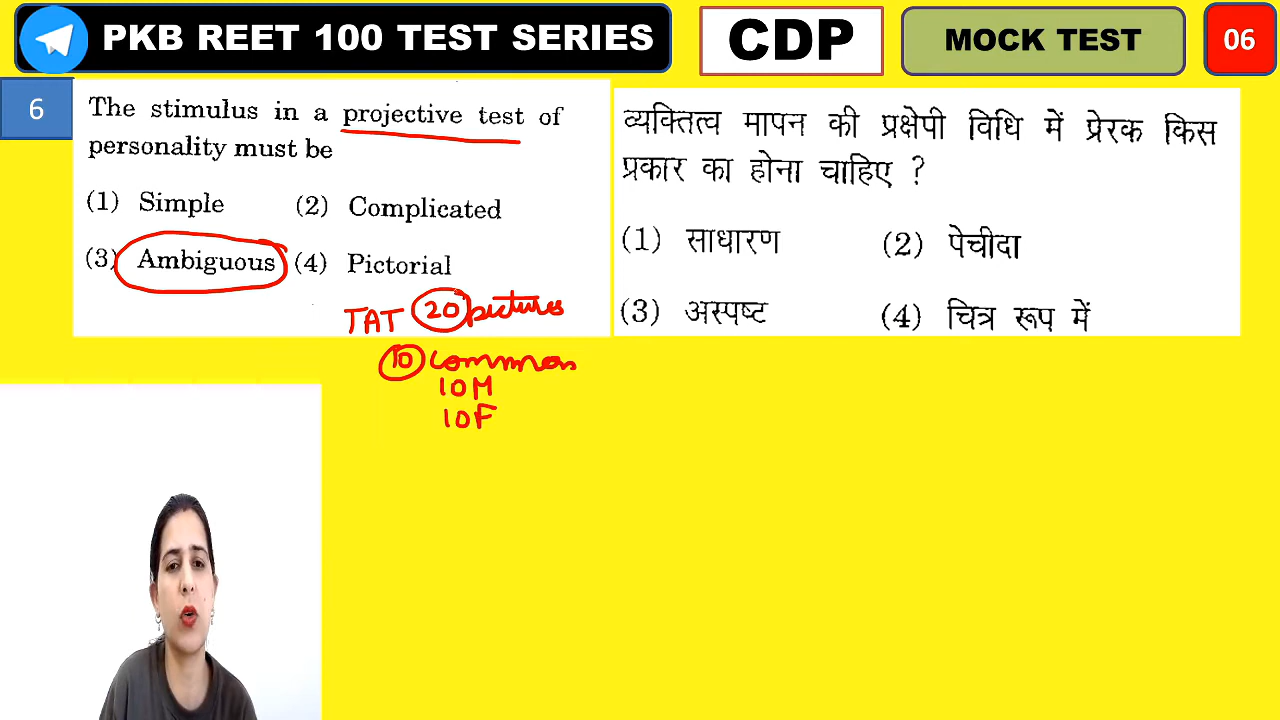 PKB REET 100 TEST SERIES
CDP
MOCK TEST
06
6
The stimulus in a projective test of
personality must be
(1) Simple (2) Complicated
(3) Ambiguous (4) Pictorial
TAT 20 pictures
10 common
10M
10F
व्यक्तित्व मापन की प्रक्षेपी विधि में प्रेरक किस
प्रकार का होना चाहिए ?
(1) साधारण (2) पेचीदा
(3) अस्पष्ट (4) चित्र रूप में